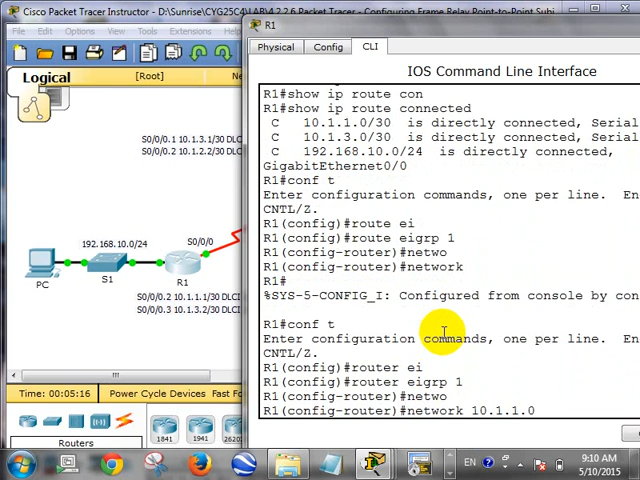 Cisco Packet Tracer Instructor - D:\Sunrise\CYG25C4V\LAB\4.2.2.6 Packet Tracer - Configuring Frame Relay Point-to-Point Subi
File Edit Options View Tools Extensions
R1
Physical Config CLI
Logical [Root] Ne
IOS Command Line Interface
R1#show ip route con
R1#show ip route connected
C 10.1.1.0/30 is directly connected, Serial
C 10.1.3.0/30 is directly connected, Serial
C 192.168.10.0/24 is directly connected,
GigabitEthernet0/0
R1#conf t
Enter configuration commands, one per line. En
CNTL/Z.
R1(config)#route ei
R1(config)#route eigrp 1
R1(config-router)#netwo
R1(config-router)#network
R1#
%SYS-5-CONFIG_I: Configured from console by con
R1#conf t
Enter configuration commands, one per line. En
CNTL/Z.
R1(config)#router ei
R1(config)#router eigrp 1
R1(config-router)#netwo
R1(config-router)#network 10.1.1.0
S0/0/0.1 10.1.3.1/30 DLC
S0/0/0.1 10.1.2.2/30 DLC
192.168.10.0/24
S0/0/0
PC
S1
R1
S0/0/0.2 10.1.1.1/30 DLCI
S0/0/0.3 10.1.3.2/30 DLCI
Time: 00:05:16 Power Cycle Devices Fast
1841 1941 262
Routers
EN
9:10 AM
5/10/2015